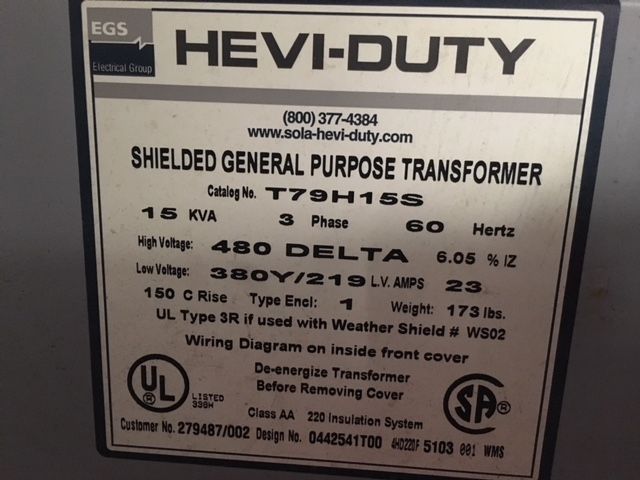 EGS
Electrical Group
HEVI-DUTY
(800) 377-4384
www.sola-hevi-duty.com
SHIELDED GENERAL PURPOSE TRANSFORMER
Catalog No. T79H15S
15 KVA 3 Phase 60 Hertz
High Voltage: 480 DELTA 6.05 % IZ
Low Voltage: 380Y/219 L.V. AMPS 23
150 C Rise Type Encl: 1 Weight: 173 lbs.
UL Type 3R if used with Weather Shield # WS02
Wiring Diagram on inside front cover
De-energize Transformer
Before Removing Cover
UL ® LISTED
339H
SA ®
Class AA 220 Insulation System
Customer No. 279487/002 Design No. 0442541T00 4HD220F 5103 001 WMS